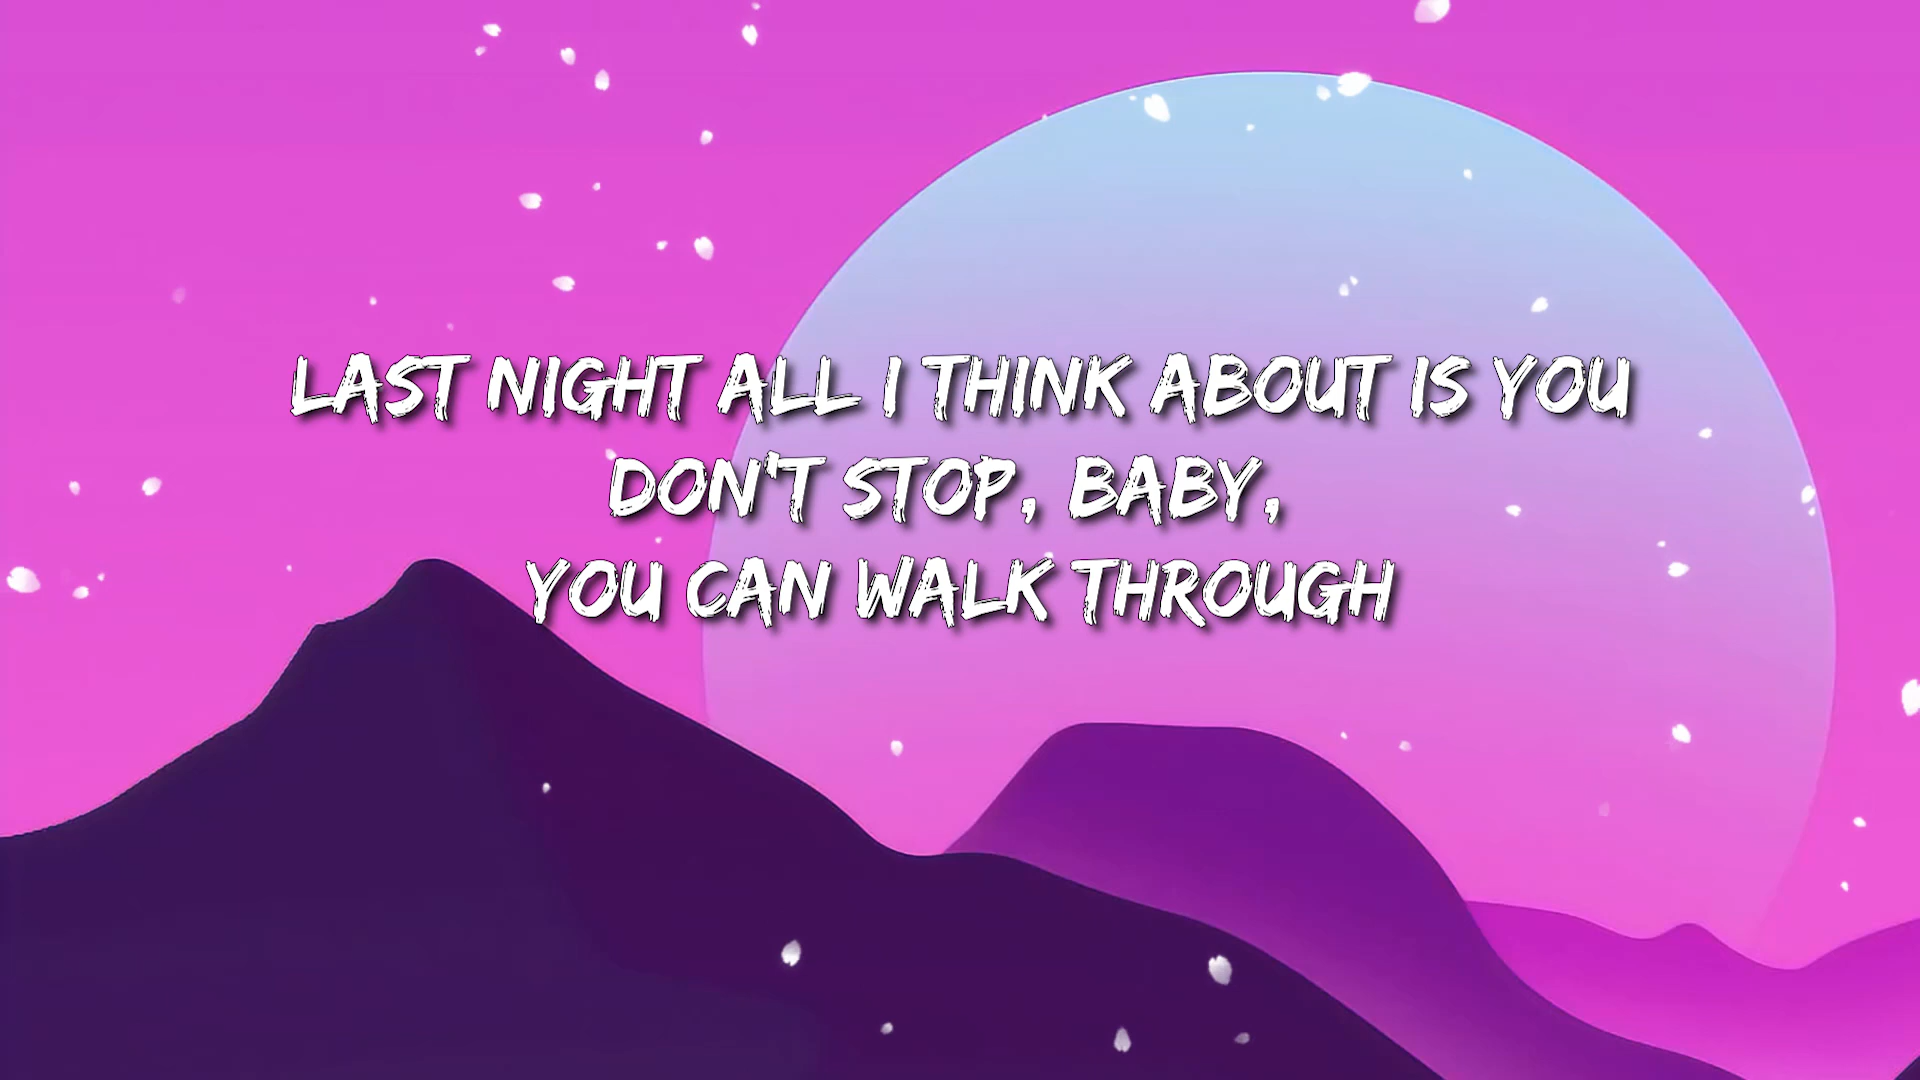 LAST NIGHT ALL I THINK ABOUT IS YOU
DON'T STOP, BABY,
YOU CAN WALK THROUGH